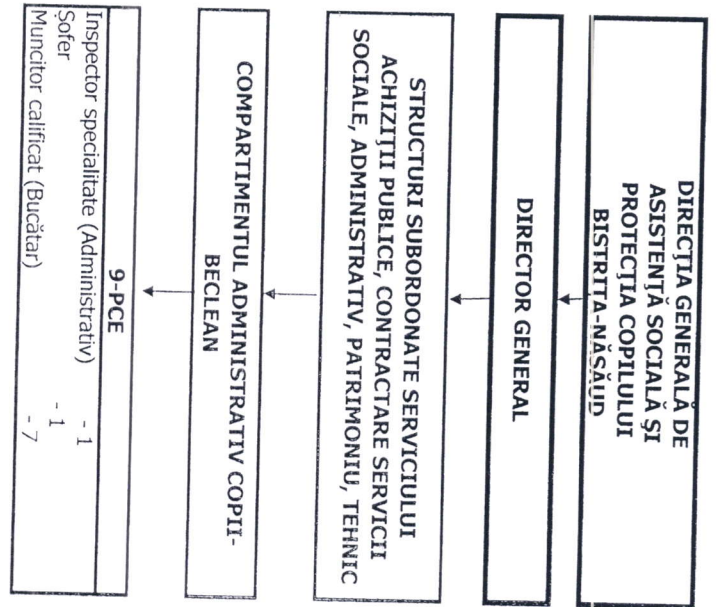 DIRECȚIA GENERALĂ DE
ASISTENȚĂ SOCIALĂ ȘI
PROTECȚIA COPILULUI
BISTRIȚA-NĂSĂUD
DIRECTOR GENERAL
STRUCTURI SUBORDONATE SERVICIULUI
ACHIZIȚII PUBLICE, CONTRACTARE SERVICII
SOCIALE, ADMINISTRATIV, PATRIMONIU, TEHNIC
COMPARTIMENTUL ADMINISTRATIV COPII-
BECLEAN
9-PCE
Inspector specialitate (Administrativ) - 1
Șofer - 1
Muncitor calificat (Bucătar) - 7